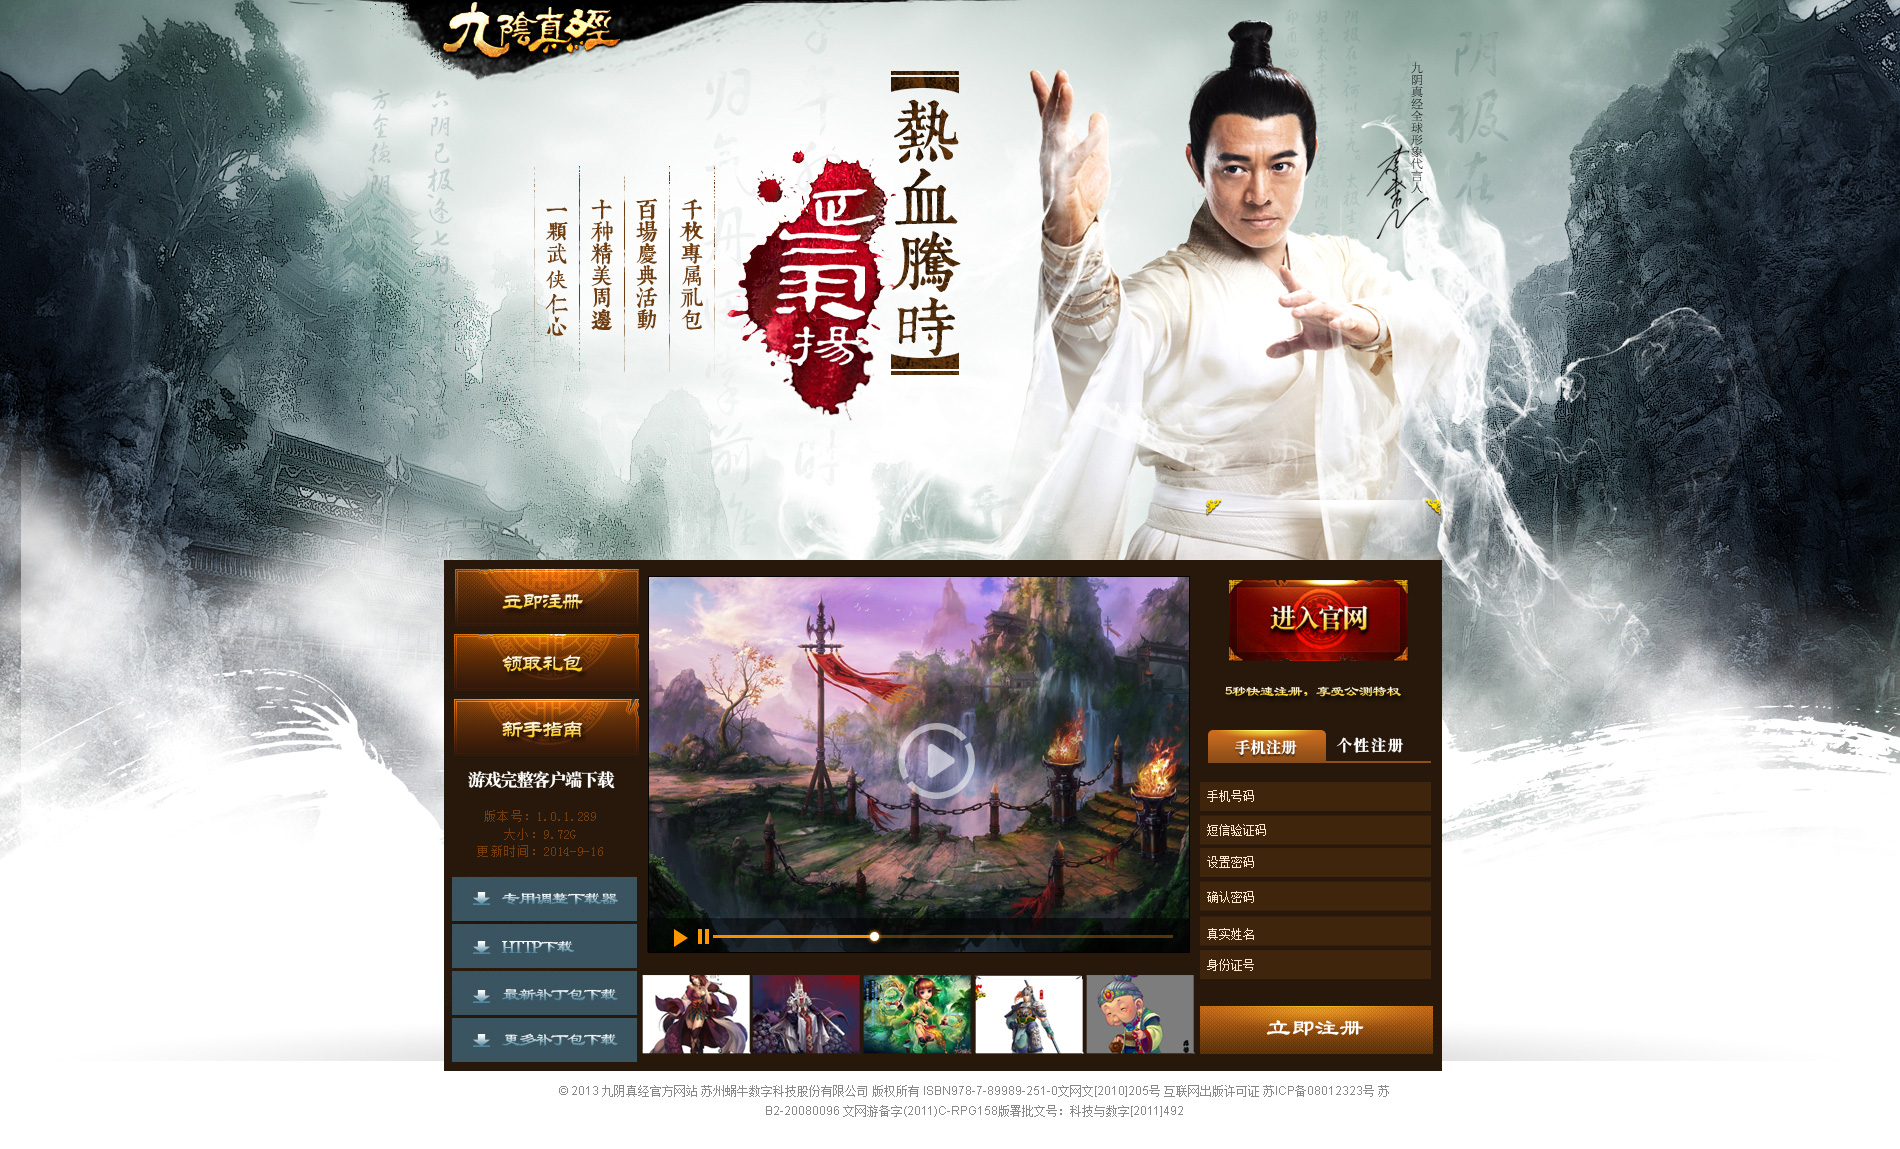 九陰真經
熱血騰時
正氣揚
千枚專属礼包
百場慶典活動
十种精美周邊
一顆武侠仁心
九阴真经全球形象代言人
立即注册
领取礼包
新手指南
游戏完整客户端下载
版本号：1.0.1.289
大小：9.72G
更新时间：2014-9-16
专用调整下载器
HTTP下载
最新补丁包下载
更多补丁包下载
进入官网
5秒快速注册，享受公测特权
手机注册 个性注册
手机号码
短信验证码
设置密码
确认密码
真实姓名
身份证号
立即注册
© 2013 九阴真经官方网站 苏州蜗牛数字科技股份有限公司 版权所有 ISBN978-7-89989-251-0文网文[2010]205号 互联网出版许可证 苏ICP备08012323号 苏
B2-20080096 文网游备字(2011)C-RPG158版署批文号：科技与数字[2011]492